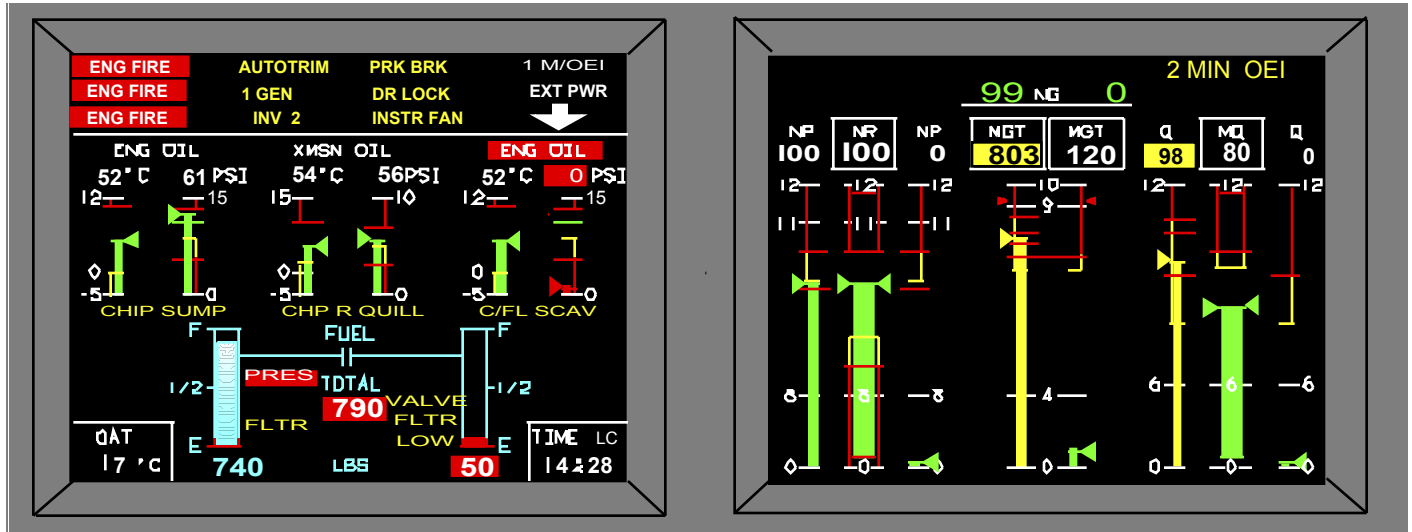 ENG FIRE AUTOTRIM PRK BRK 1 M/OEI
ENG FIRE 1 GEN DR LOCK EXT PWR
ENG FIRE INV 2 INSTR FAN
ENG OIL XMSN OIL ENG OIL
52°C 61 PSI 54°C 56PSI 52°C 0 PSI
12 15 15 10 12 15
0 0 0
-5 0 -5 0 -5 0
CHIP SUMP CHP R QUILL C/FL SCAV
F FUEL F
PRES TOTAL
1/2 1/2
790 VALVE
FLTR FLTR
E LOW E
OAT TIME LC
17 °C 740 LBS 50 14:28
2 MIN OEI
99 NG 0
NP NR NP MGT MGT Q MQ Q
100 100 0 803 120 98 80 0
12 12 12 10 12 12 12
9
11 11 11
8 8 8 4 6 6 6
0 0 0 0 0 0 0